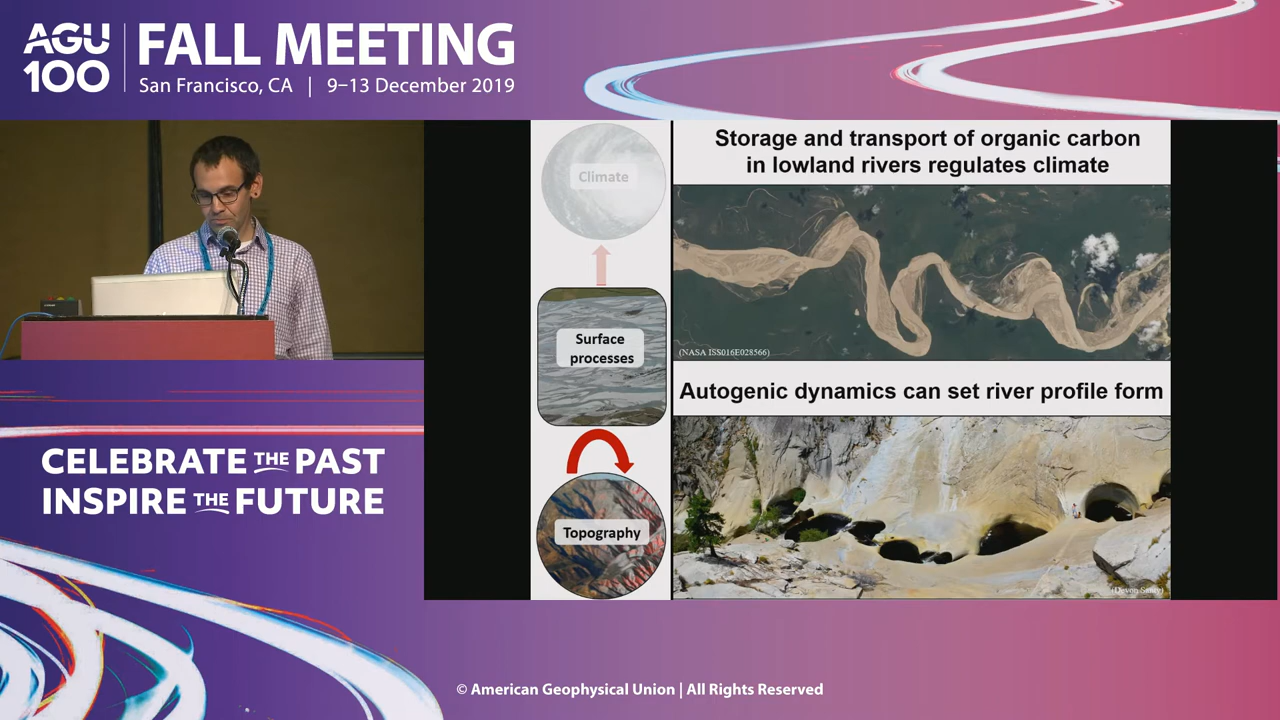 AGU
100
FALL MEETING
San Francisco, CA | 9–13 December 2019
Climate
Surface
processes
Topography
Storage and transport of organic carbon
in lowland rivers regulates climate
(NASA ISS016E028566)
Autogenic dynamics can set river profile form
CELEBRATE THE PAST
INSPIRE THE FUTURE
© American Geophysical Union | All Rights Reserved